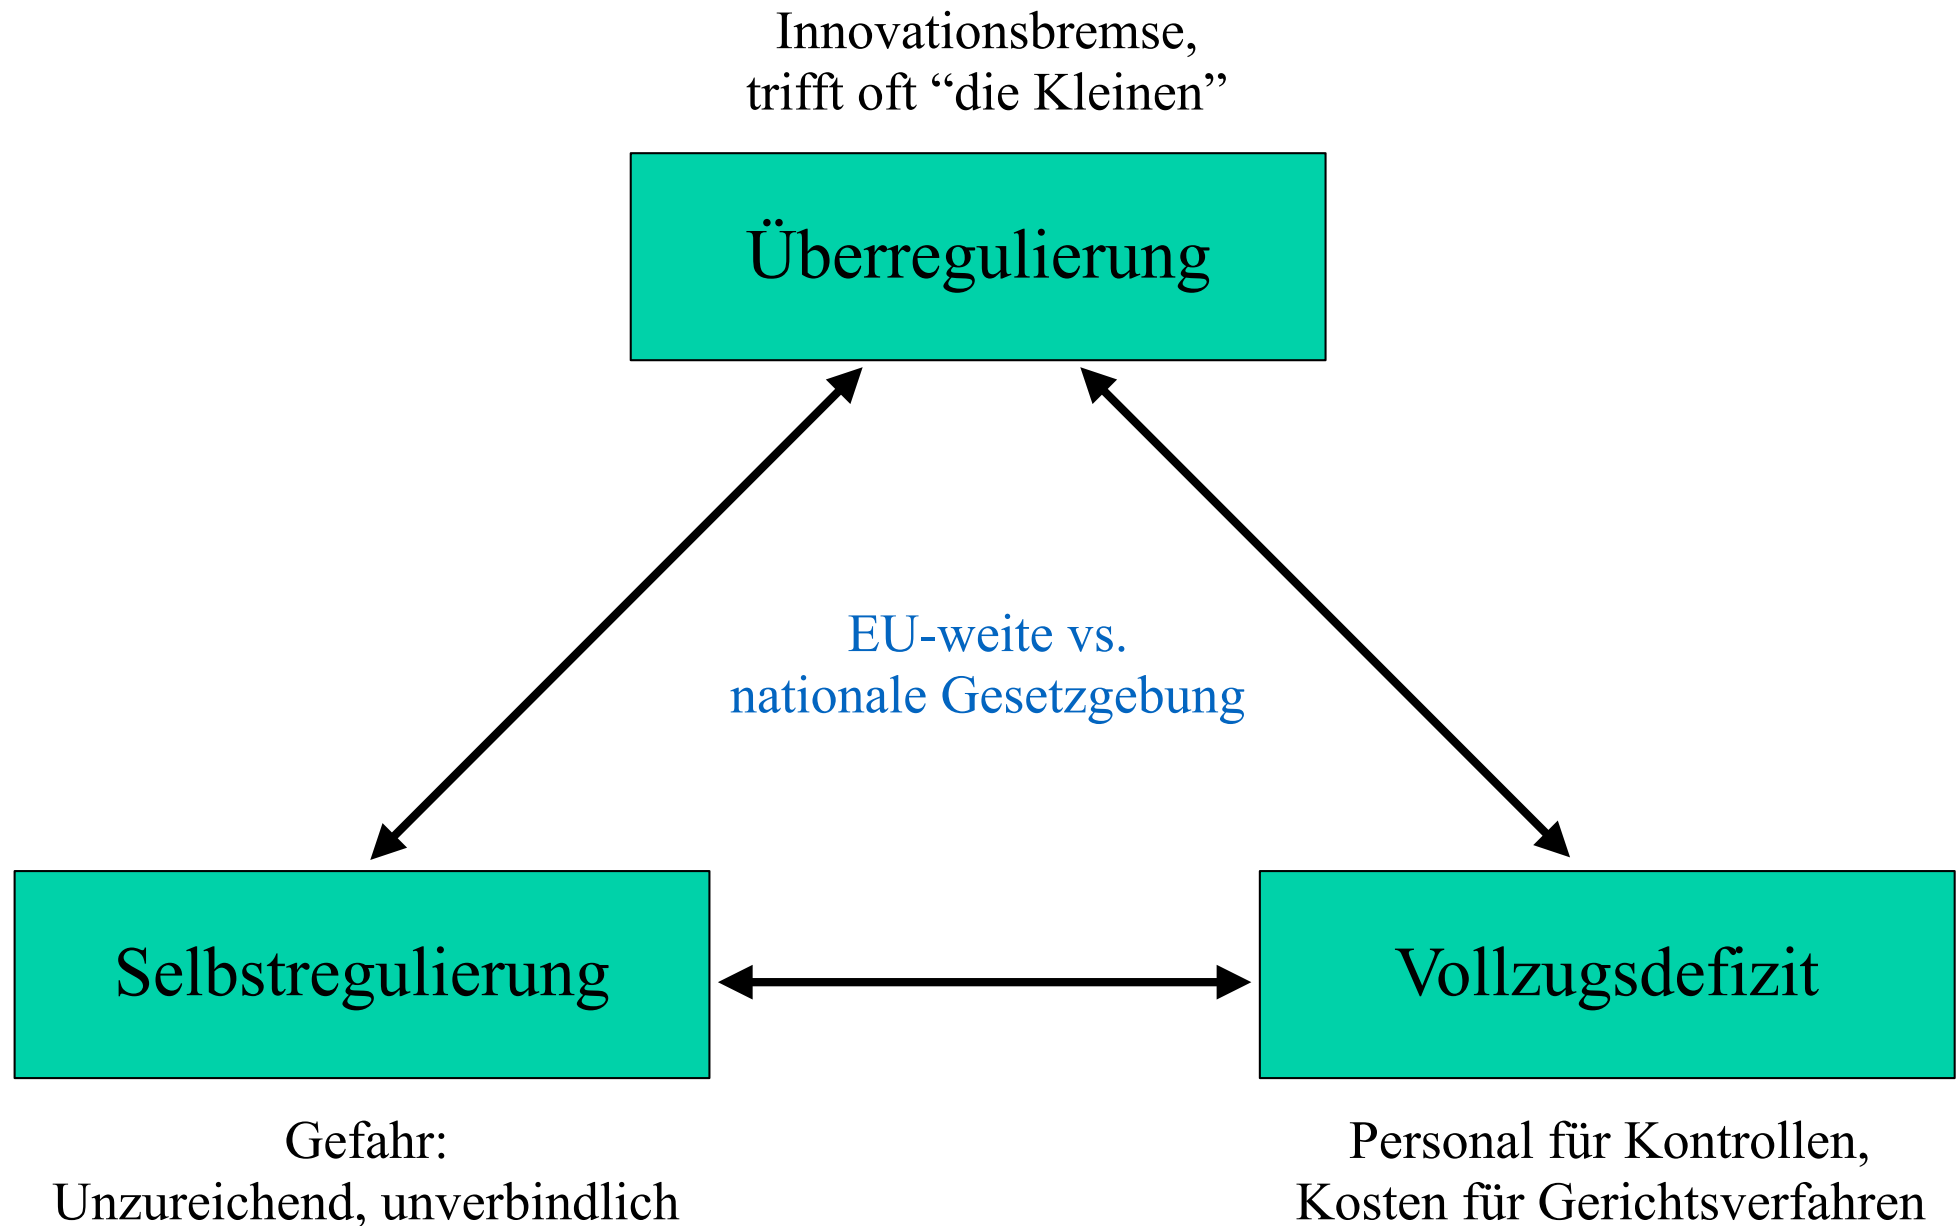 Innovationsbremse,
trifft oft “die Kleinen”
Überregulierung
EU-weite vs.
nationale Gesetzgebung
Selbstregulierung
Vollzugsdefizit
Gefahr:
Unzureichend, unverbindlich
Personal für Kontrollen,
Kosten für Gerichtsverfahren